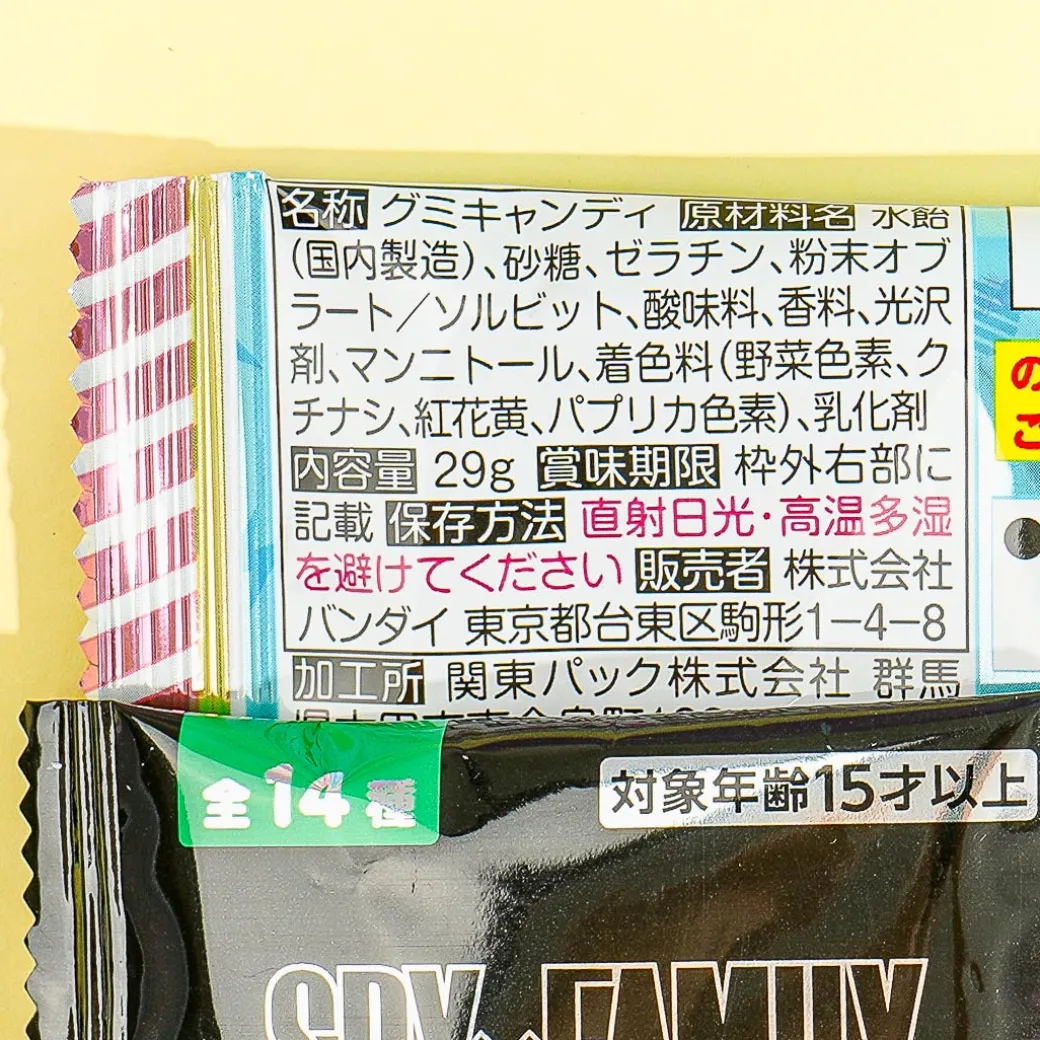 名称 グミキャンディ 原材料名 水飴
(国内製造)、砂糖、ゼラチン、粉末オブ
ラート／ソルビット、酸味料、香料、光沢
剤、マンニトール、着色料(野菜色素、ク
チナシ、紅花黄、パプリカ色素)、乳化剤
内容量 29g 賞味期限 枠外右部に
記載 保存方法 直射日光・高温多湿
を避けてください 販売者 株式会社
バンダイ 東京都台東区駒形1-4-8
加工所 関東パック株式会社 群馬
の
こ
全14種
対象年齢15才以上
SPY×FAMILY